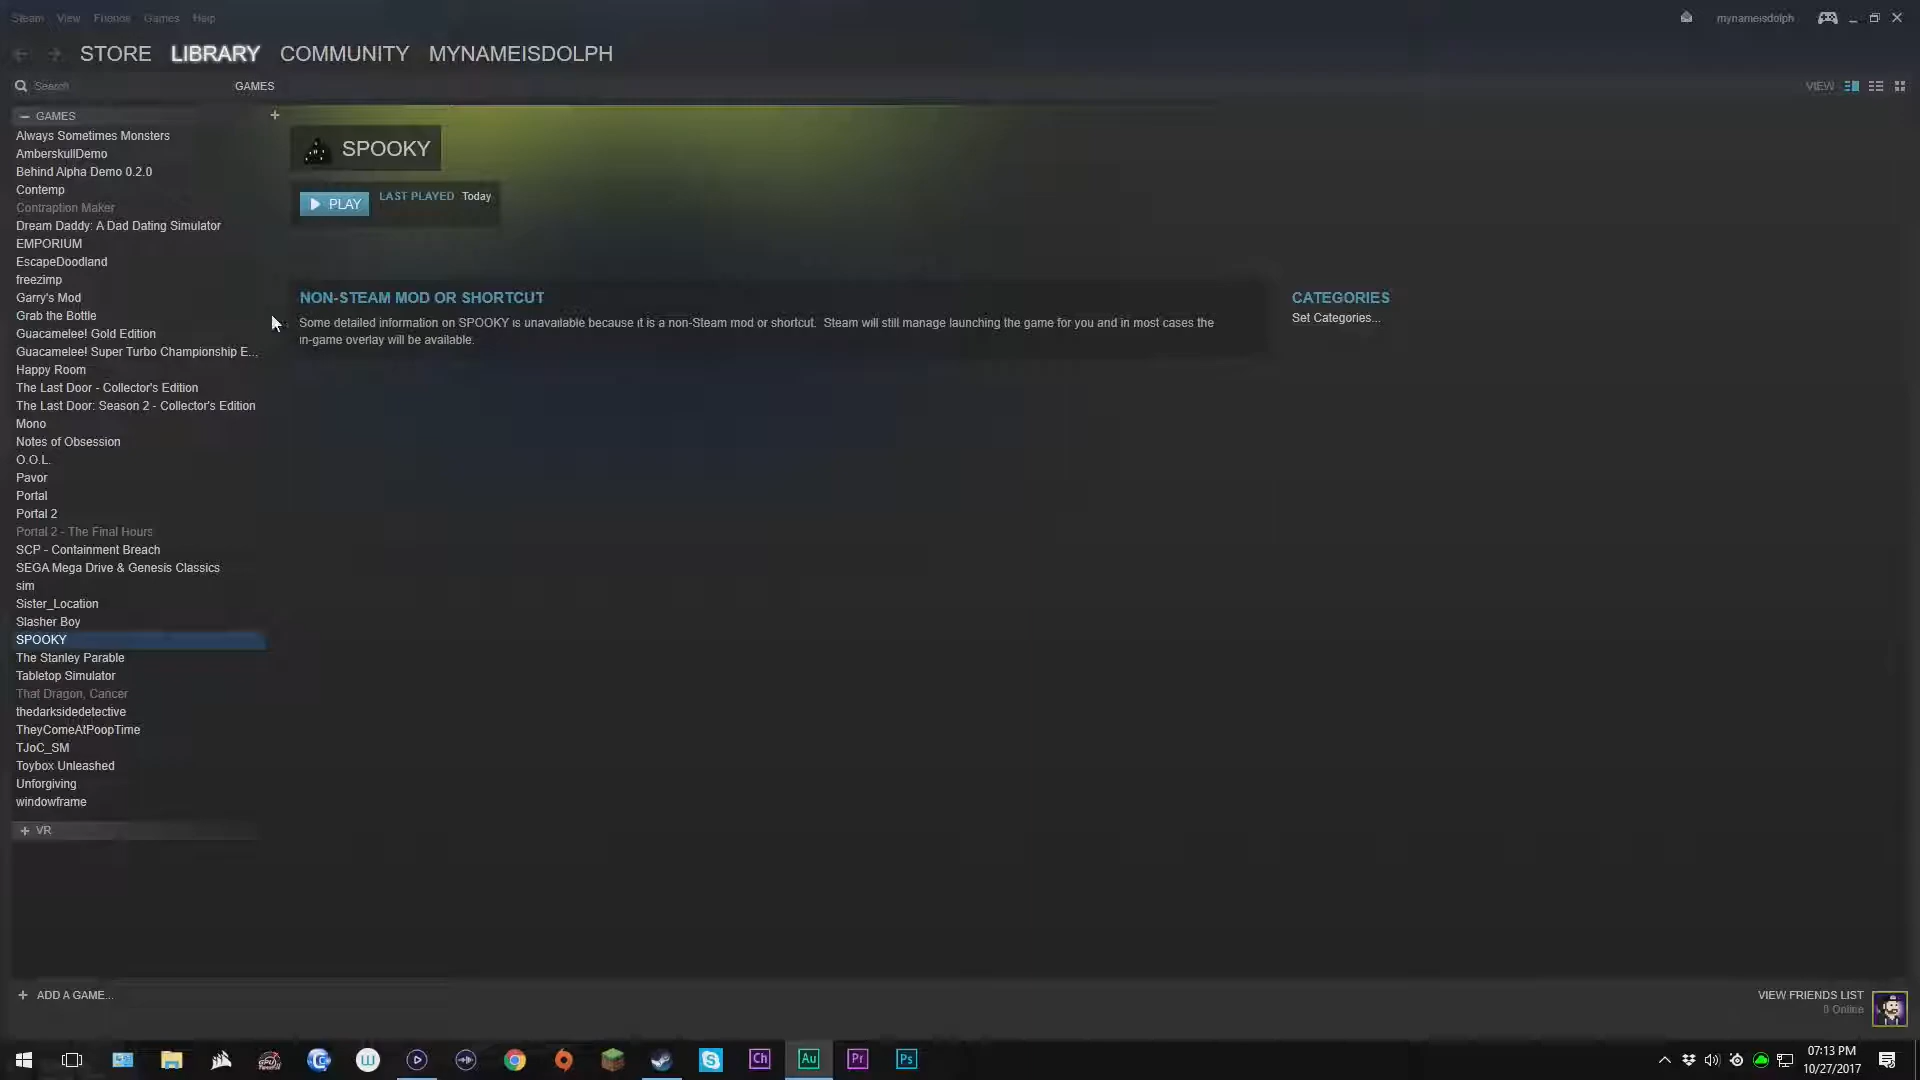 Steam View Friends Games Help
mynameisdolph
STORE LIBRARY COMMUNITY MYNAMEISDOLPH
Search
GAMES
VIEW
— GAMES
+
Always Sometimes Monsters
AmberskullDemo
Behind Alpha Demo 0.2.0
Contemp
Contraption Maker
Dream Daddy: A Dad Dating Simulator
EMPORIUM
EscapeDoodland
freezimp
Garry's Mod
Grab the Bottle
Guacamelee! Gold Edition
Guacamelee! Super Turbo Championship E...
Happy Room
The Last Door - Collector's Edition
The Last Door: Season 2 - Collector's Edition
Mono
Notes of Obsession
O.O.L.
Pavor
Portal
Portal 2
Portal 2 - The Final Hours
SCP - Containment Breach
SEGA Mega Drive & Genesis Classics
sim
Sister_Location
Slasher Boy
SPOOKY
The Stanley Parable
Tabletop Simulator
That Dragon, Cancer
thedarksidedetective
TheyComeAtPoopTime
TJoC_SM
Toybox Unleashed
Unforgiving
windowframe
+ VR
SPOOKY
PLAY
LAST PLAYED Today
NON-STEAM MOD OR SHORTCUT
Some detailed information on SPOOKY is unavailable because it is a non-Steam mod or shortcut. Steam will still manage launching the game for you and in most cases the
in-game overlay will be available.
CATEGORIES
Set Categories...
+ ADD A GAME...
VIEW FRIENDS LIST
0 Online
Ch
Au
Pr
Ps
07:13 PM
10/27/2017